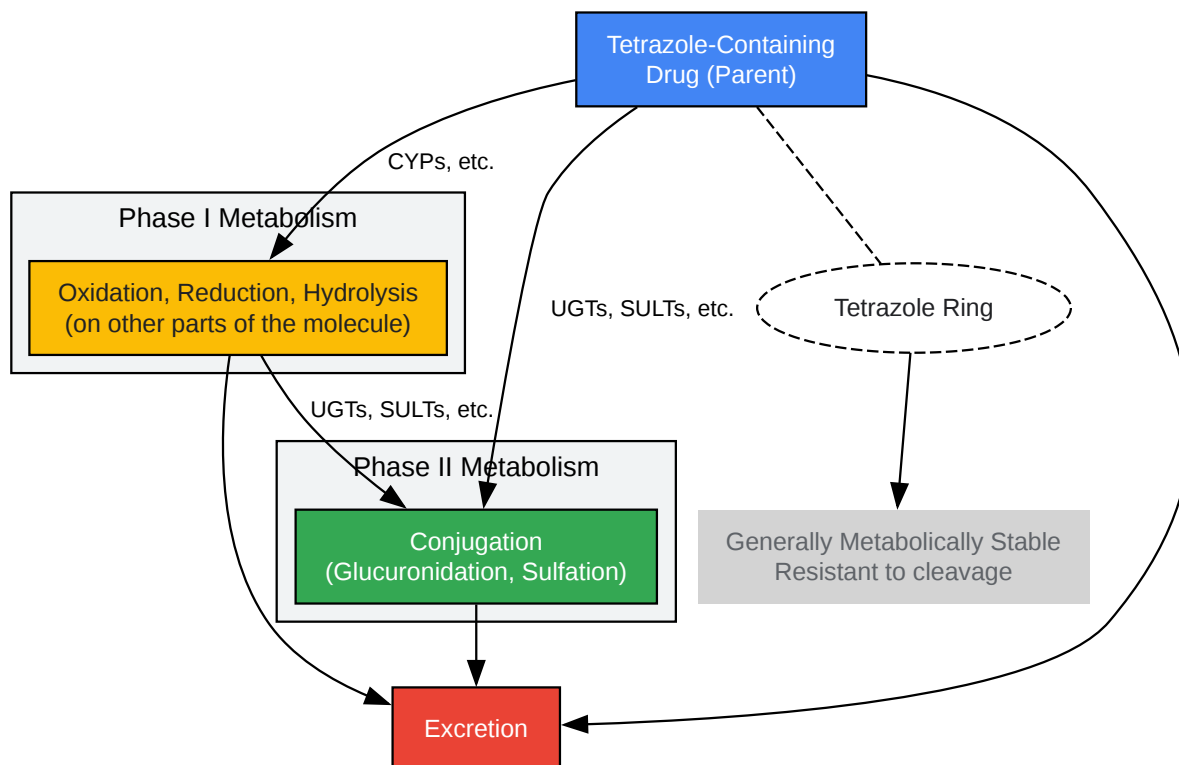 Tetrazole-Containing
Drug (Parent)
CYPs, etc.
Phase I Metabolism
Oxidation, Reduction, Hydrolysis
(on other parts of the molecule)
UGTs, SULTs, etc.
Tetrazole Ring
UGTs, SULTs, etc.
Phase II Metabolism
Conjugation
(Glucuronidation, Sulfation)
Generally Metabolically Stable
Resistant to cleavage
Excretion